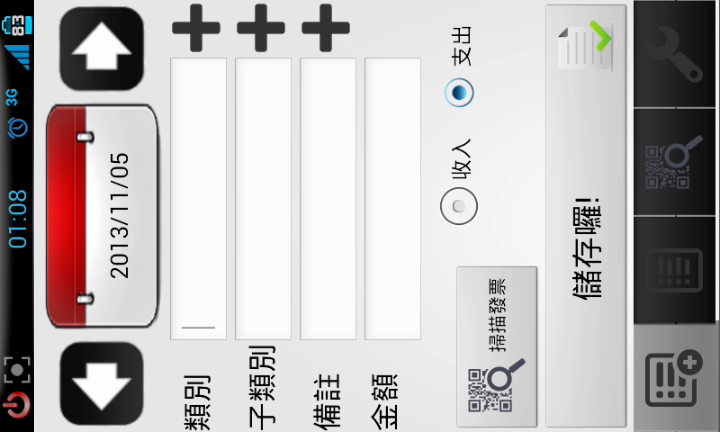 01:08
3G
83
2013/11/05
類別
子類別
備註
金額
掃描發票
收入
支出
儲存囉!